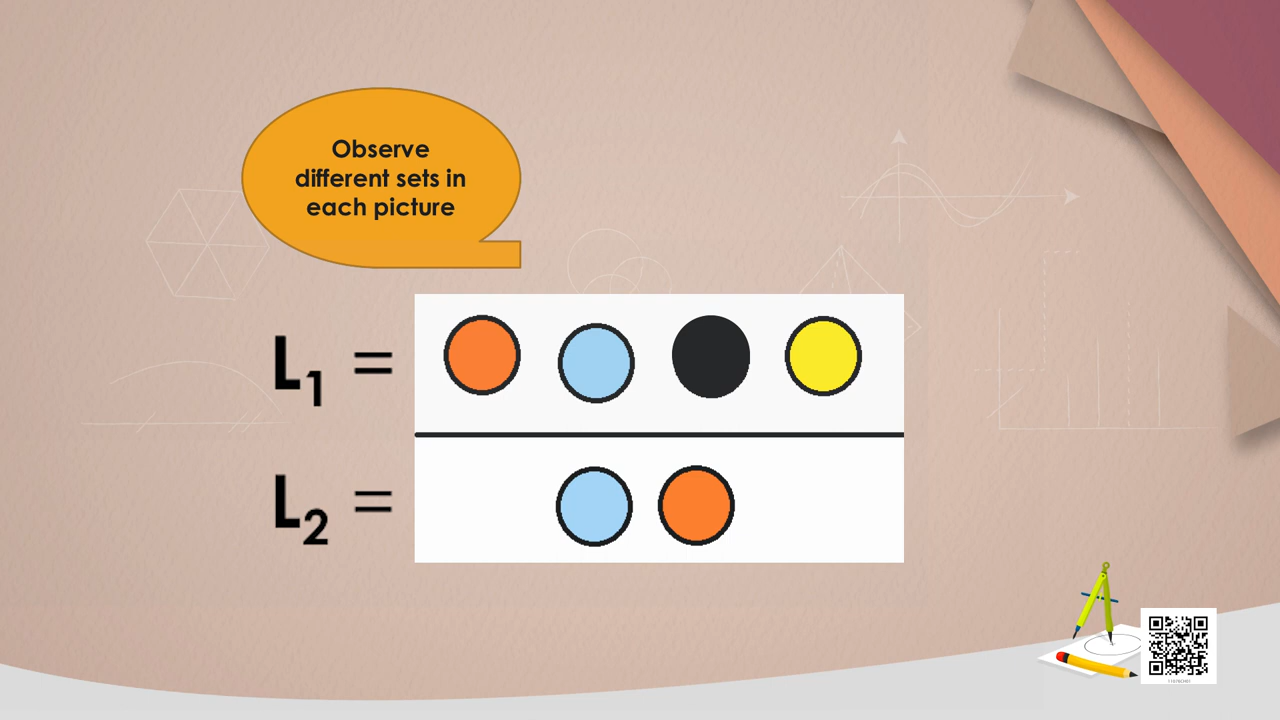 Observe
different sets in
each picture
L₁ =
L₂ =